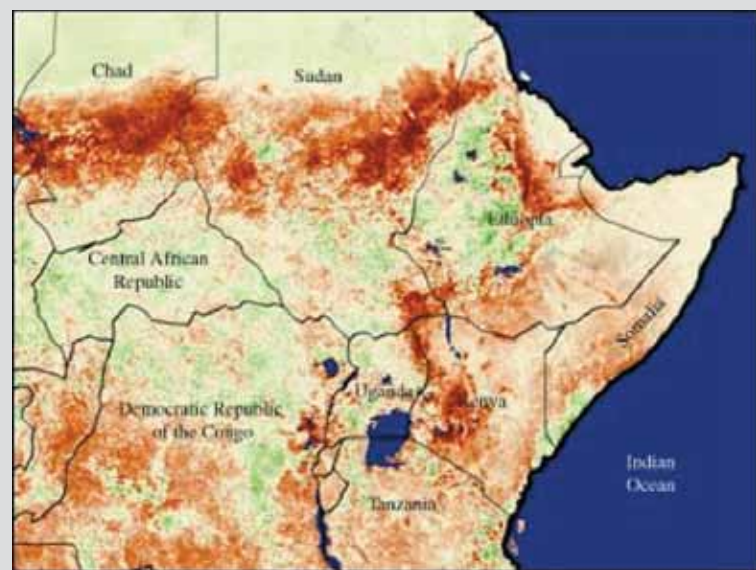 Chad
Sudan
Ethiopia
Central African
Republic
Somalia
Uganda
Kenya
Democratic Republic
of the Congo
Indian
Ocean
Tanzania